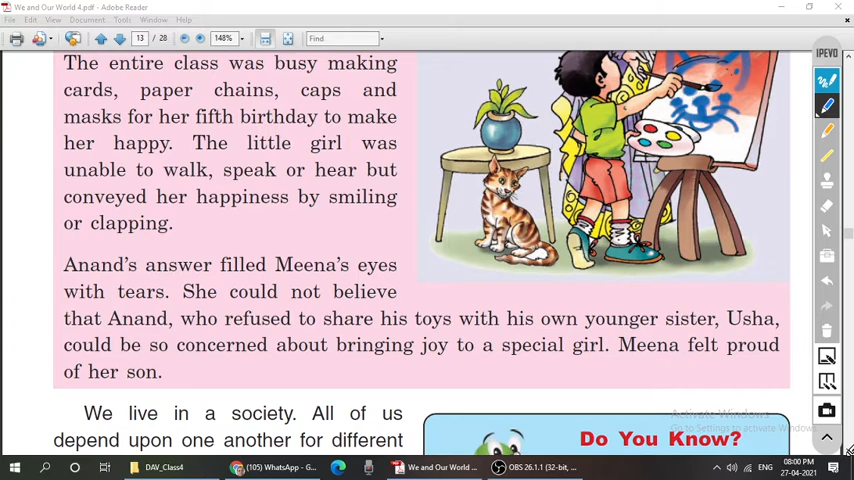 We and Our World 4.pdf - Adobe Reader
File Edit View Document Tools Window Help
13 / 28 148% Find
IPEVO
The entire class was busy making
cards, paper chains, caps and
masks for her fifth birthday to make
her happy. The little girl was
unable to walk, speak or hear but
conveyed her happiness by smiling
or clapping.
Anand's answer filled Meena's eyes
with tears. She could not believe
that Anand, who refused to share his toys with his own younger sister, Usha,
could be so concerned about bringing joy to a special girl. Meena felt proud
of her son.
We live in a society. All of us
depend upon one another for different
Do You Know?
Activate Windows
Go to Settings to activate Windows.
DAV_Class4 (105) WhatsApp - G... We and Our World ... OBS 26.1.1 (32-bit, ... ENG 08:00 PM
27-04-2021